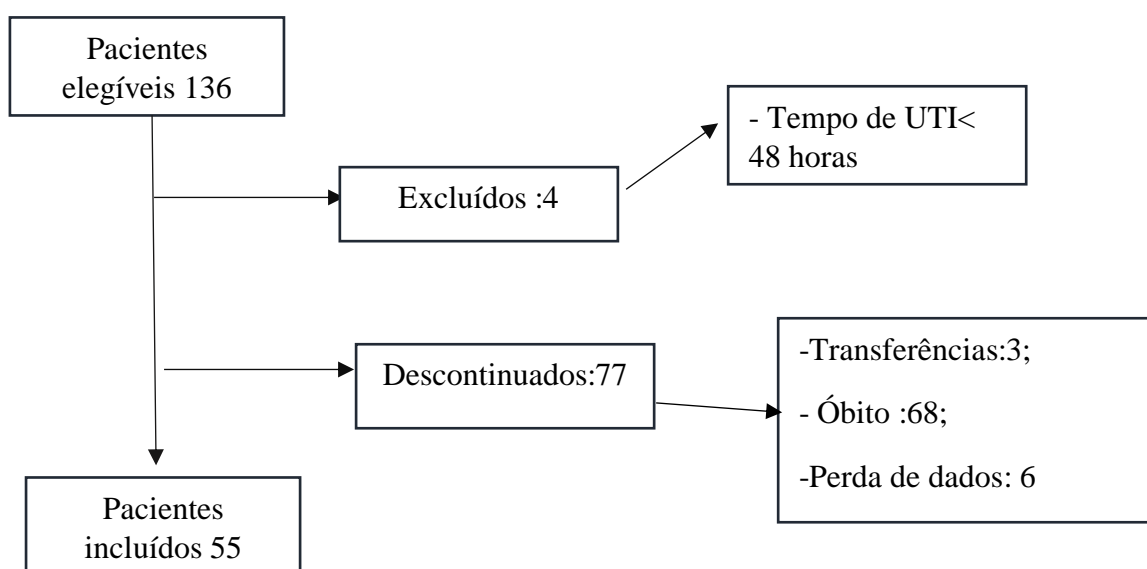 Pacientes
elegíveis 136
- Tempo de UTI<
48 horas
Excluídos :4
Descontinuados:77
-Transferências:3;
- Óbito :68;
-Perda de dados: 6
Pacientes
incluídos 55